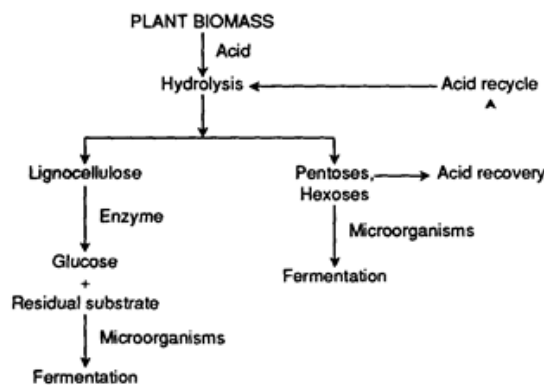 PLANT BIOMASS
Acid
Hydrolysis
Acid recycle
Lignocellulose
Pentoses,
Hexoses
Acid recovery
Enzyme
Microorganisms
Glucose
+
Residual substrate
Fermentation
Microorganisms
Fermentation